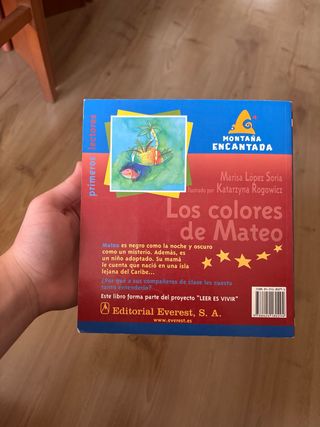 primeros lectores
MONTAÑA
ENCANTADA
Marisa López Soria
Ilustrado por Katarzyna Rogowicz
Los colores
de Mateo
Mateo es negro como la noche y oscuro
como un misterio. Además, es
un niño adoptado. Su mamá
le cuenta que nació en una isla
lejana del Caribe...
¿Por qué a sus compañeros de clase les cuesta
tanto entenderlo?
Este libro forma parte del proyecto "LEER ES VIVIR"
Editorial Everest, S. A.
www.everest.es